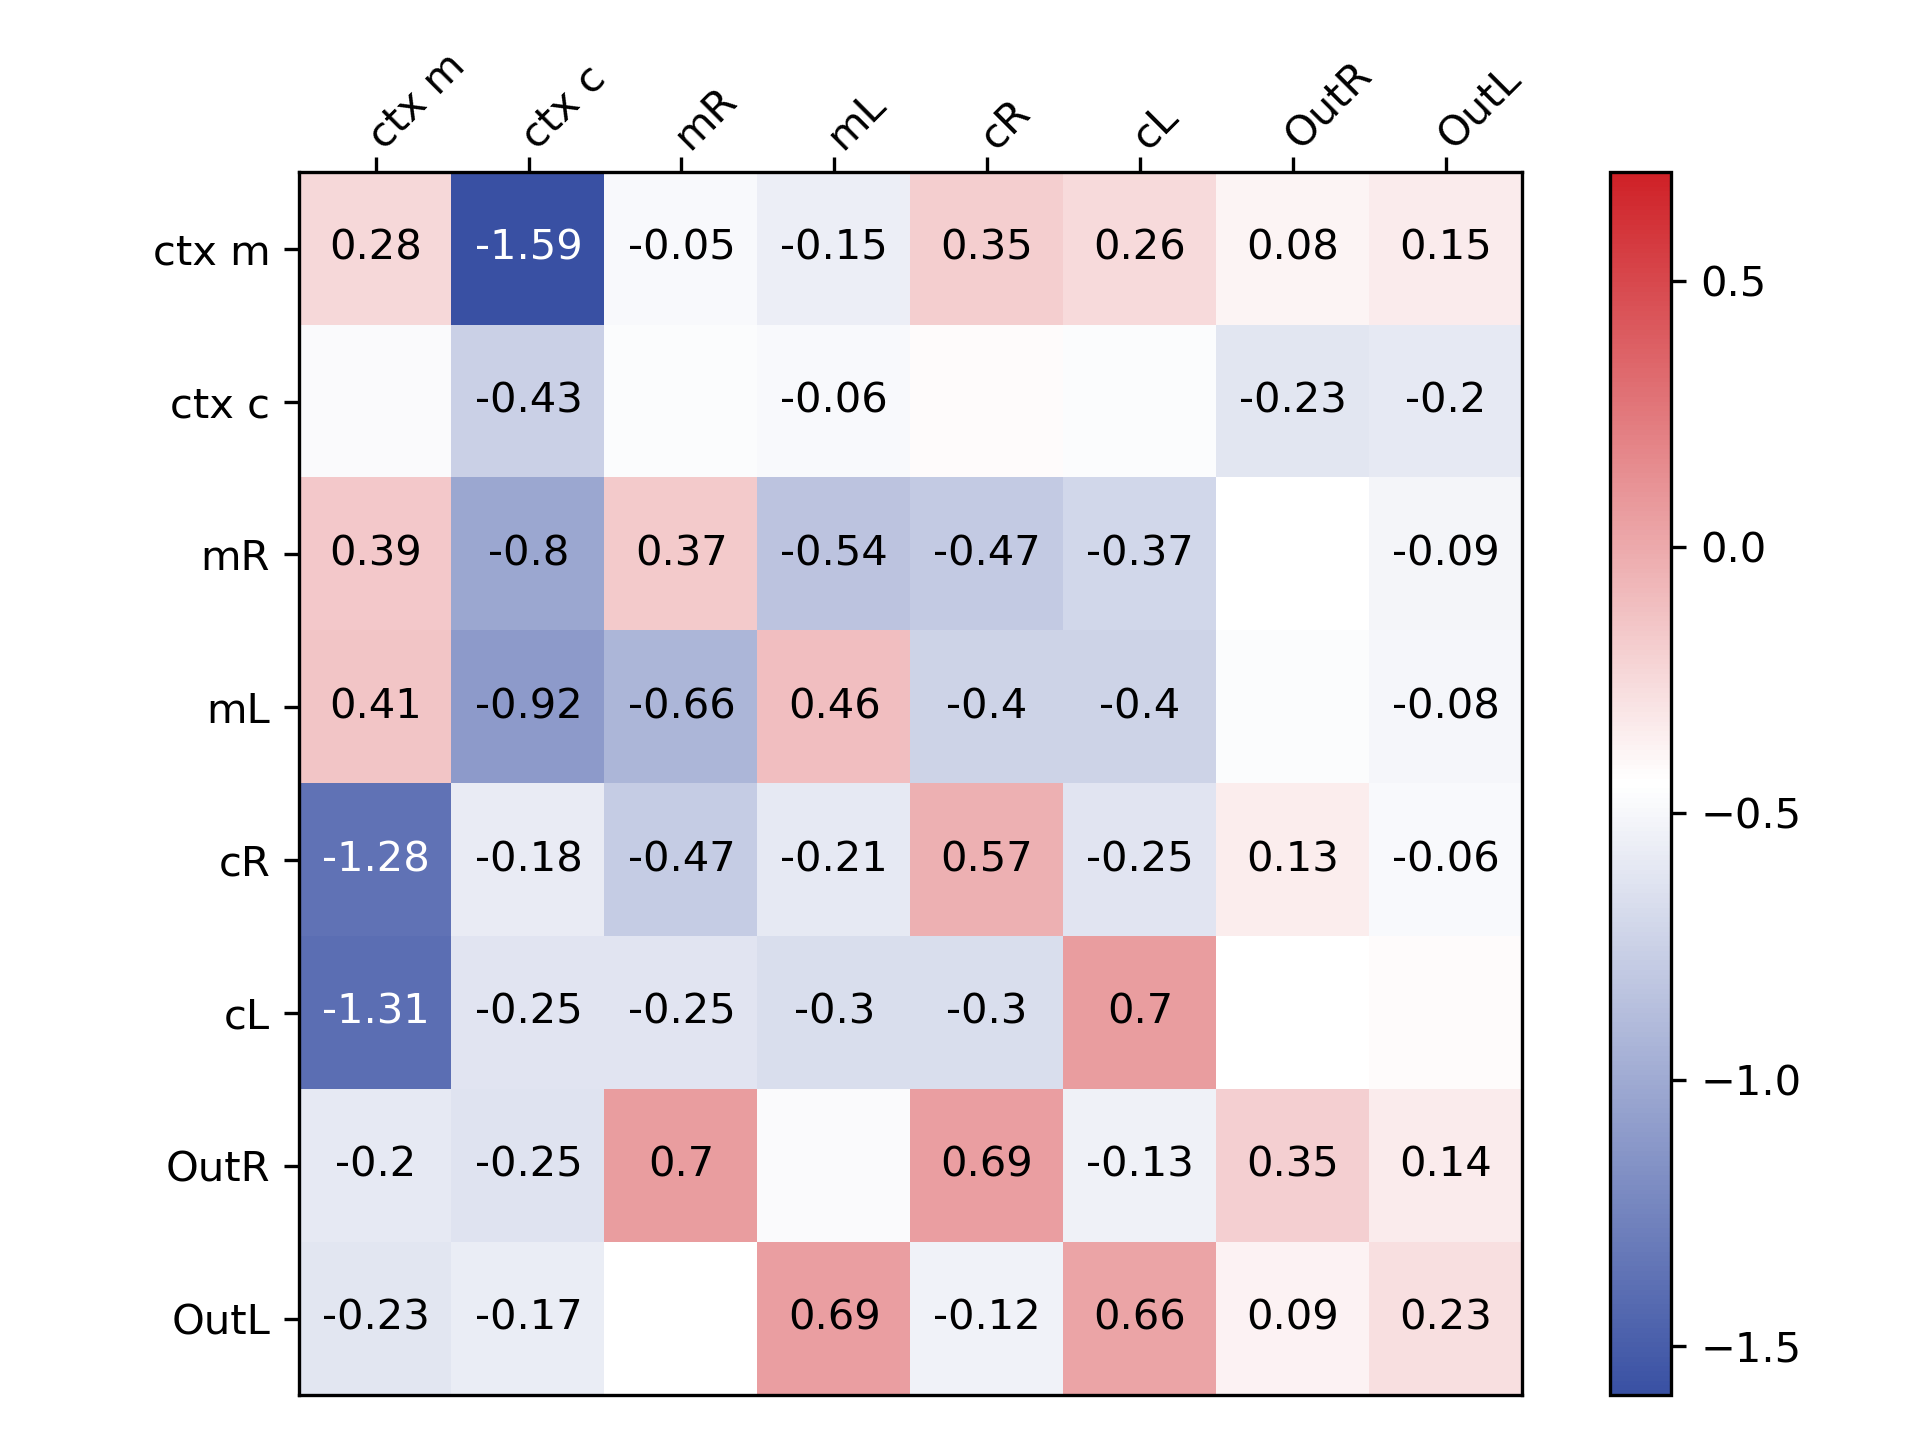 ctx m ctx c mR mL cR cL OutR OutL
ctx m 0.28 -1.59 -0.05 -0.15 0.35 0.26 0.08 0.15
ctx c -0.43 -0.06 -0.23 -0.2
mR 0.39 -0.8 0.37 -0.54 -0.47 -0.37 -0.09
mL 0.41 -0.92 -0.66 0.46 -0.4 -0.4 -0.08
cR -1.28 -0.18 -0.47 -0.21 0.57 -0.25 0.13 -0.06
cL -1.31 -0.25 -0.25 -0.3 -0.3 0.7
OutR -0.2 -0.25 0.7 0.69 -0.13 0.35 0.14
OutL -0.23 -0.17 0.69 -0.12 0.66 0.09 0.23
0.5
0.0
−0.5
−1.0
−1.5